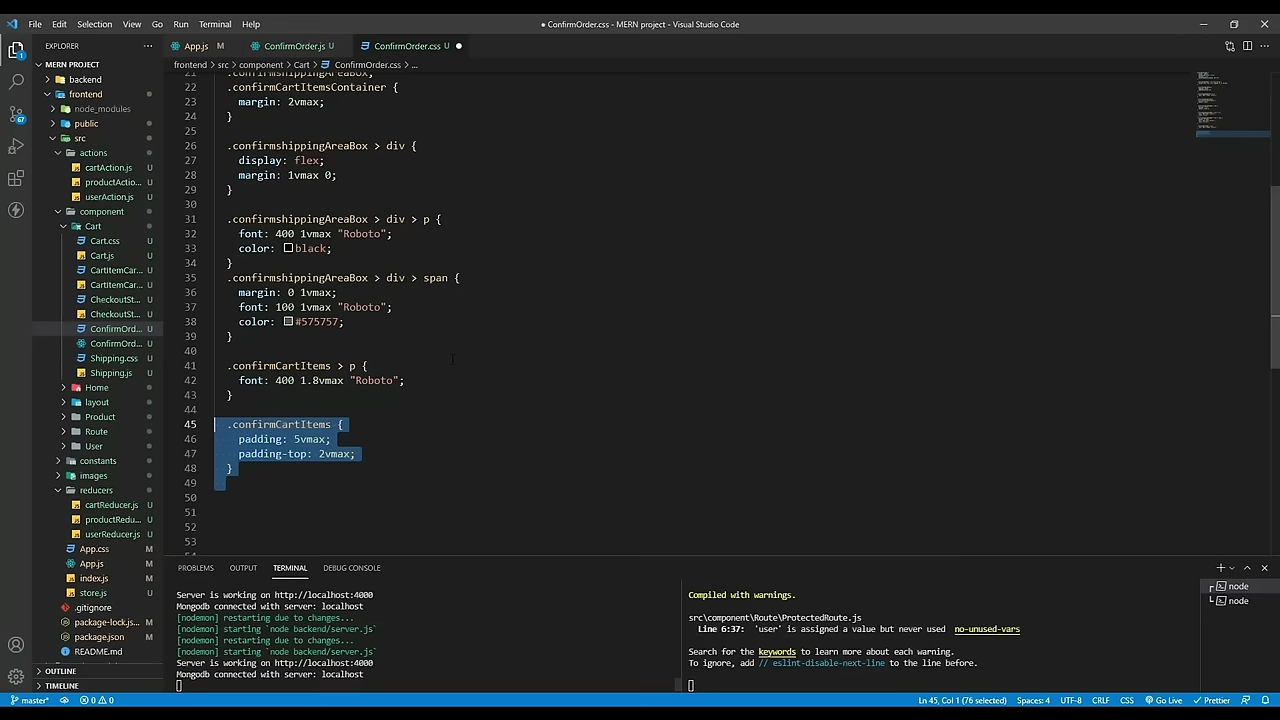 File Edit Selection View Go Run Terminal Help
● ConfirmOrder.css - MERN project - Visual Studio Code
EXPLORER
App.js M
ConfirmOrder.js U
ConfirmOrder.css U
MERN PROJECT
frontend > src > component > Cart > ConfirmOrder.css > ...
backend
frontend
node_modules
public
src
actions
cartAction.js U
productActio... U
userAction.js U
component
Cart
Cart.css U
Cart.js U
CartItemCar... U
CartItemCar... U
CheckoutSt... U
CheckoutSt... U
ConfirmOrd... U
ConfirmOrd... U
Shipping.css U
Shipping.js U
Home
layout
Product
Route
User
constants
images
reducers
cartReducer.js U
productRedu... U
userReducer.js U
App.css M
App.js M
index.js M
store.js U
.gitignore
package-lock.js... M
package.json M
README.md
OUTLINE
TIMELINE
21 .confirmshippingAreaBox,
22 .confirmCartItemsContainer {
23 margin: 2vmax;
24 }
25
26 .confirmshippingAreaBox > div {
27 display: flex;
28 margin: 1vmax 0;
29 }
30
31 .confirmshippingAreaBox > div > p {
32 font: 400 1vmax "Roboto";
33 color: black;
34 }
35 .confirmshippingAreaBox > div > span {
36 margin: 0 1vmax;
37 font: 100 1vmax "Roboto";
38 color: #575757;
39 }
40
41 .confirmCartItems > p {
42 font: 400 1.8vmax "Roboto";
43 }
44
45 .confirmCartItems {
46 padding: 5vmax;
47 padding-top: 2vmax;
48 }
49
50
51
52
53
54
PROBLEMS OUTPUT TERMINAL DEBUG CONSOLE
Server is working on http://localhost:4000
Mongodb connected with server: localhost
[nodemon] restarting due to changes...
[nodemon] starting `node backend/server.js`
[nodemon] restarting due to changes...
[nodemon] starting `node backend/server.js`
Server is working on http://localhost:4000
Mongodb connected with server: localhost
Compiled with warnings.
src\component\Route\ProtectedRoute.js
Line 6:37: 'user' is assigned a value but never used no-unused-vars
Search for the keywords to learn more about each warning.
To ignore, add // eslint-disable-next-line to the line before.
node
node
1
67
master* 0 0
Ln 45, Col 1 (76 selected) Spaces: 4 UTF-8 CRLF CSS Go Live Prettier